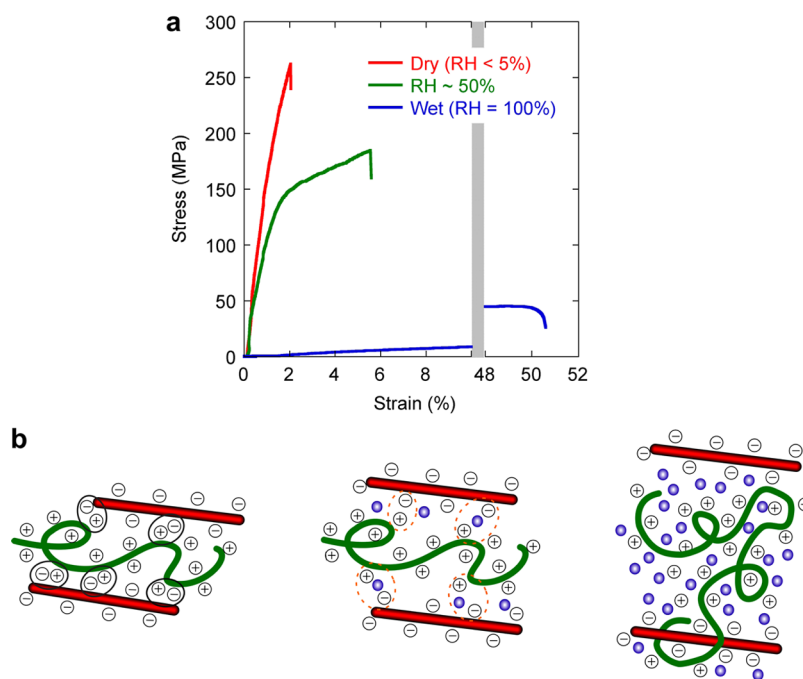 a
300
250
200
150
100
50
0
Stress (MPa)
Dry (RH < 5%)
RH ~ 50%
Wet (RH = 100%)
0 2 4 6 8 48 50 52
Strain (%)
b